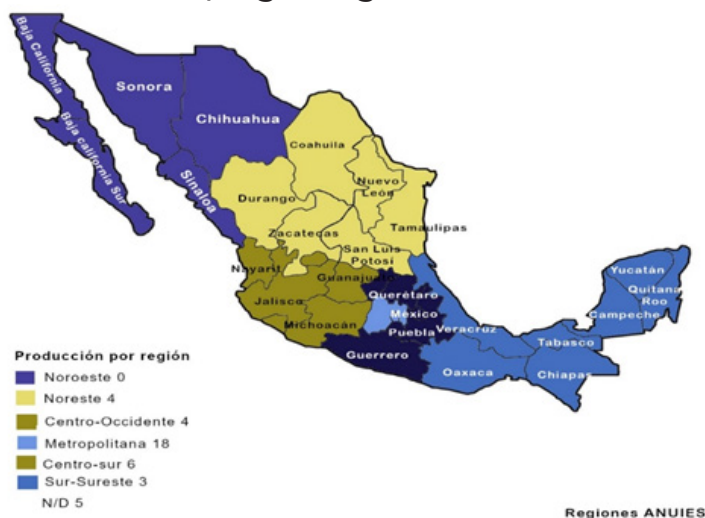 Baja California
Sonora
Chihuahua
Baja california Sur
Sinaloa
Coahuila
Nuevo
León
Durango
Tamaulipas
Zacatecas
San Luis
Potosí
Nayarit
Guanajuato
Jalisco
Michoacán
Querétaro
México
Puebla
Veracruz
Guerrero
Oaxaca
Yucatán
Quitana
Roo
Campeche
Tabasco
Chiapas
Producción por región
Noroeste 0
Noreste 4
Centro-Occidente 4
Metropolitana 18
Centro-sur 6
Sur-Sureste 3
N/D 5
Regiones ANUIES